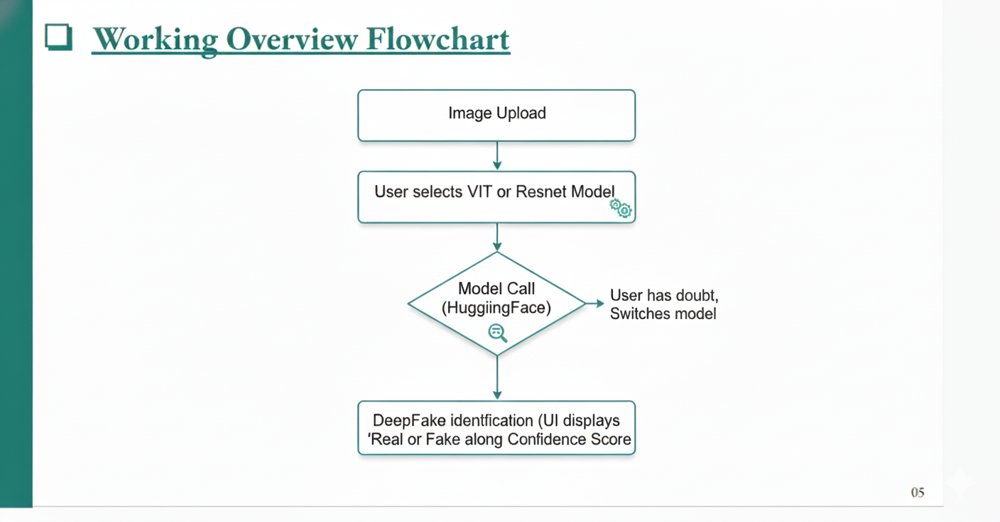 Working Overview Flowchart
Image Upload
User selects VIT or Resnet Model
Model Call
(HuggiingFace)
User has doubt,
Switches model
DeepFake identfication (UI displays
'Real or Fake along Confidence Score
05